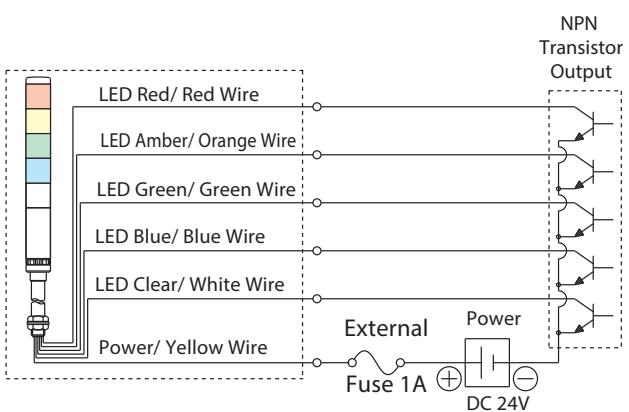 NPN
Transistor
Output
LED Red/ Red Wire
LED Amber/ Orange Wire
LED Green/ Green Wire
LED Blue/ Blue Wire
LED Clear/ White Wire
Power/ Yellow Wire
External
Fuse 1A
Power
+ −
DC 24V